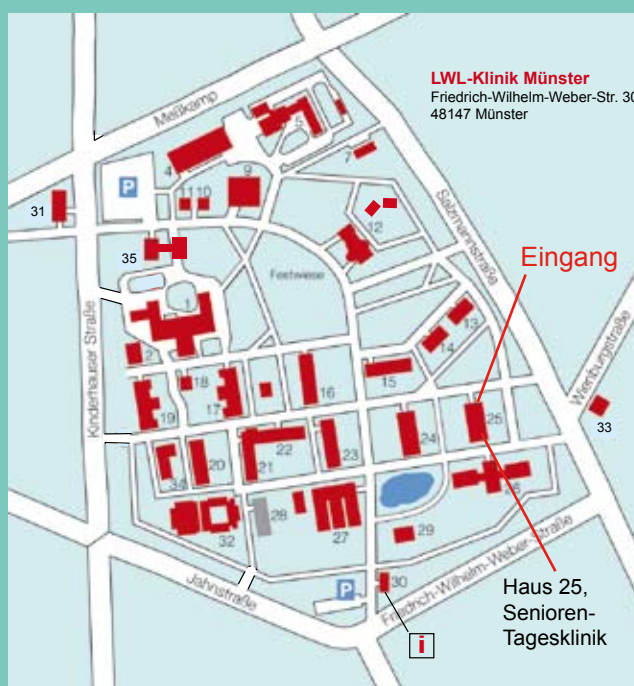 LWL-Klinik Münster
Friedrich-Wilhelm-Weber-Str. 30
48147 Münster
Meßkamp
5
4
7
P
9
11
10
31
12
Salzmannstraße
35
Eingang
Festwiese
1
13
14
Kinderhauser Straße
2
18
16
15
Wienburgstraße
19
17
25
33
22
23
24
34
20
21
26
28
32
27
29
Jahnstraße
P
30
Friedrich-Wilhelm-Weber-Straße
Haus 25,
Senioren-
Tagesklinik
i